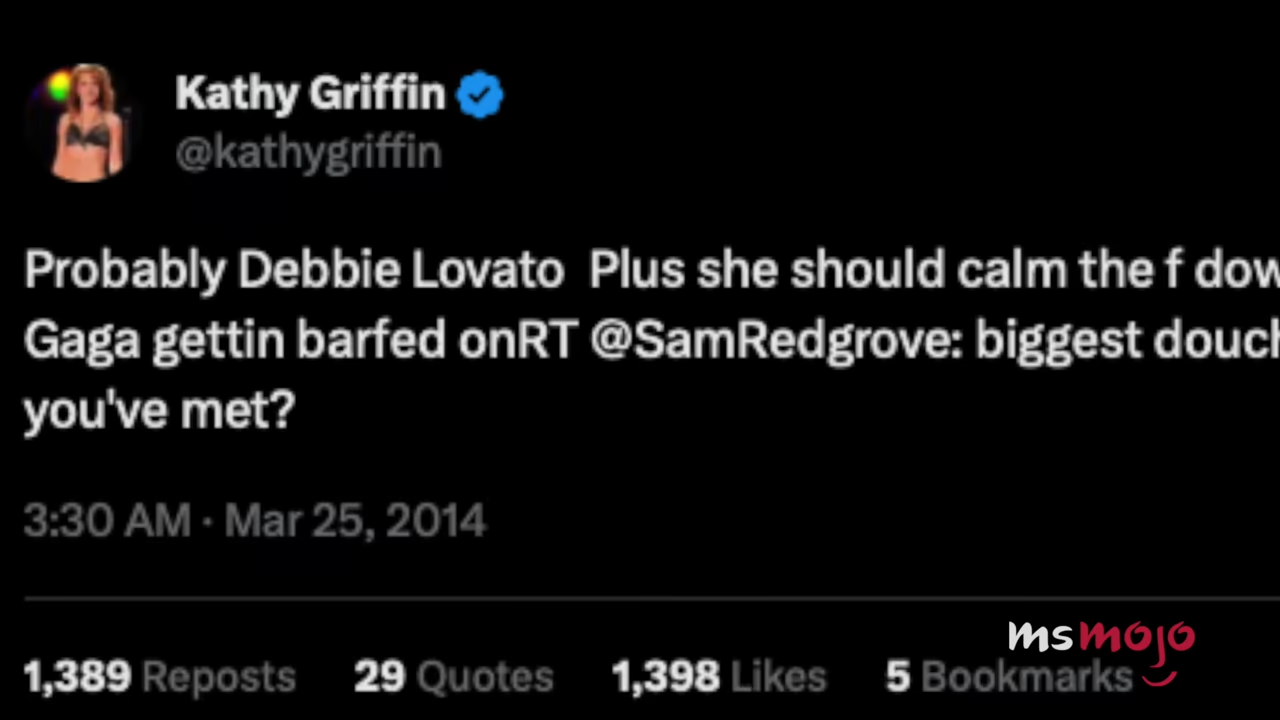 Kathy Griffin
@kathygriffin
Probably Debbie Lovato Plus she should calm the f dow
Gaga gettin barfed onRT @SamRedgrove: biggest douch
you've met?
3:30 AM · Mar 25, 2014
1,389 Reposts 29 Quotes 1,398 Likes 5 Bookmarks
msmojo